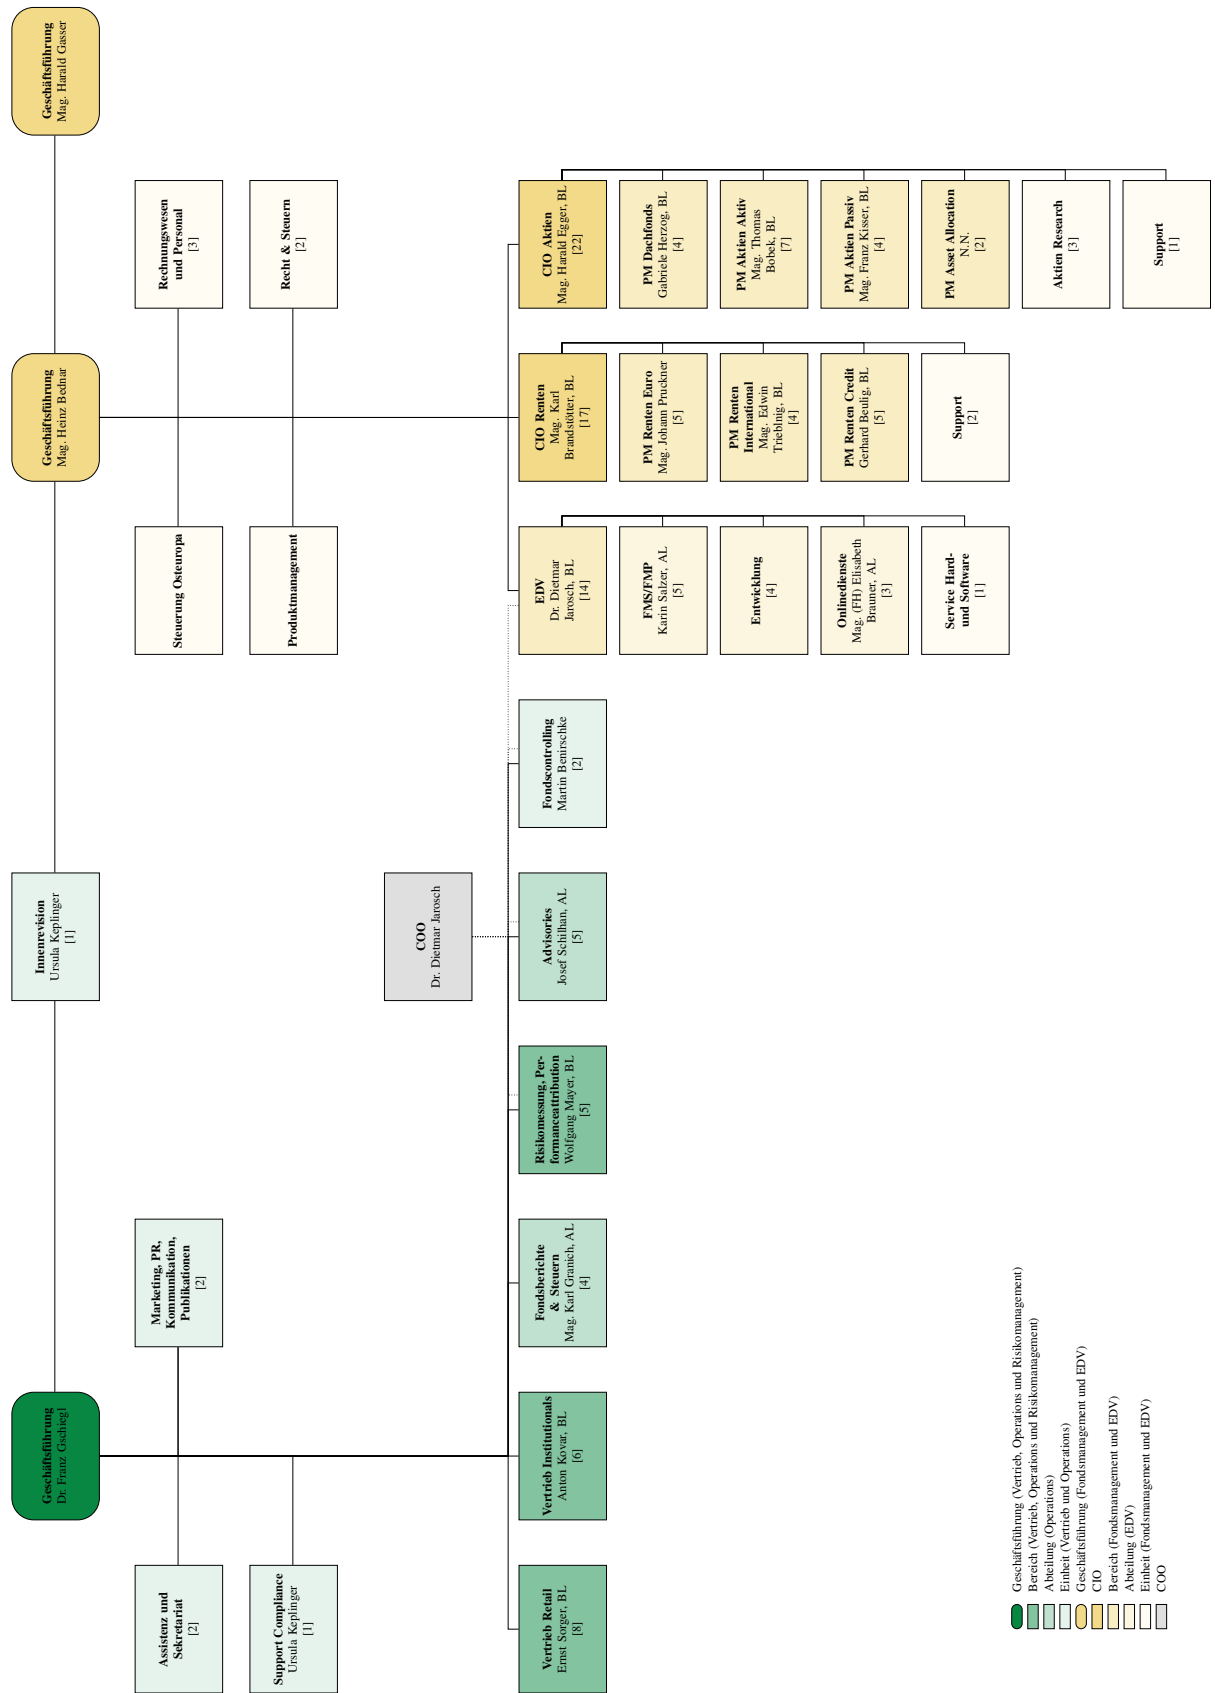 Geschäftsführung
Dr. Franz Gschiegl
Innenrevision
Ursula Keplinger
[1]
Geschäftsführung
Mag. Heinz Bednar
Geschäftsführung
Mag. Harald Gasser
Assistenz und
Sekretariat
[2]
Marketing, PR,
Kommunikation,
Publikationen
[2]
Steuerung Osteuropa
Rechnungswesen
und Personal
[3]
Support Compliance
Ursula Keplinger
[1]
Produktmanagement
Recht & Steuern
[2]
COO
Dr. Dietmar Jarosch
Vertrieb Retail
Ernst Sorger, BL
[8]
Vertrieb Institutionals
Anton Kovar, BL
[6]
Fondsberichte
& Steuern
Mag. Karl Granich, AL
[4]
Risikomessung, Per-
formanceattribution
Wolfgang Mayer, BL
[5]
Advisories
Josef Schilhan, AL
[5]
Fondscontrolling
Martin Benirschke
[2]
EDV
Dr. Dietmar
Jarosch, BL
[14]
CIO Renten
Mag. Karl
Brandstötter, BL
[17]
CIO Aktien
Mag. Harald Egger, BL
[22]
FMS/FMP
Karin Salzer, AL
[5]
PM Renten Euro
Mag. Johann Pruckner
[5]
PM Dachfonds
Gabriele Herzog, BL
[4]
Entwicklung
[4]
PM Renten
International
Mag. Edwin
Trieblnig, BL
[4]
PM Aktien Aktiv
Mag. Thomas
Bobek, BL
[7]
Onlinedienste
Mag. (FH) Elisabeth
Brauner, AL
[3]
PM Renten Credit
Gerhard Beulig, BL
[5]
PM Aktien Passiv
Mag. Franz Kisser, BL
[4]
Service Hard-
und Software
[1]
Support
[2]
PM Asset Allocation
N.N.
[2]
Aktien Research
[3]
Support
[1]
Geschäftsführung (Vertrieb, Operations und Risikomanagement)
Bereich (Vertrieb, Operations und Risikomanagement)
Abteilung (Operations)
Einheit (Vertrieb und Operations)
Geschäftsführung (Fondsmanagement und EDV)
CIO
Bereich (Fondsmanagement und EDV)
Abteilung (EDV)
Einheit (Fondsmanagement und EDV)
COO